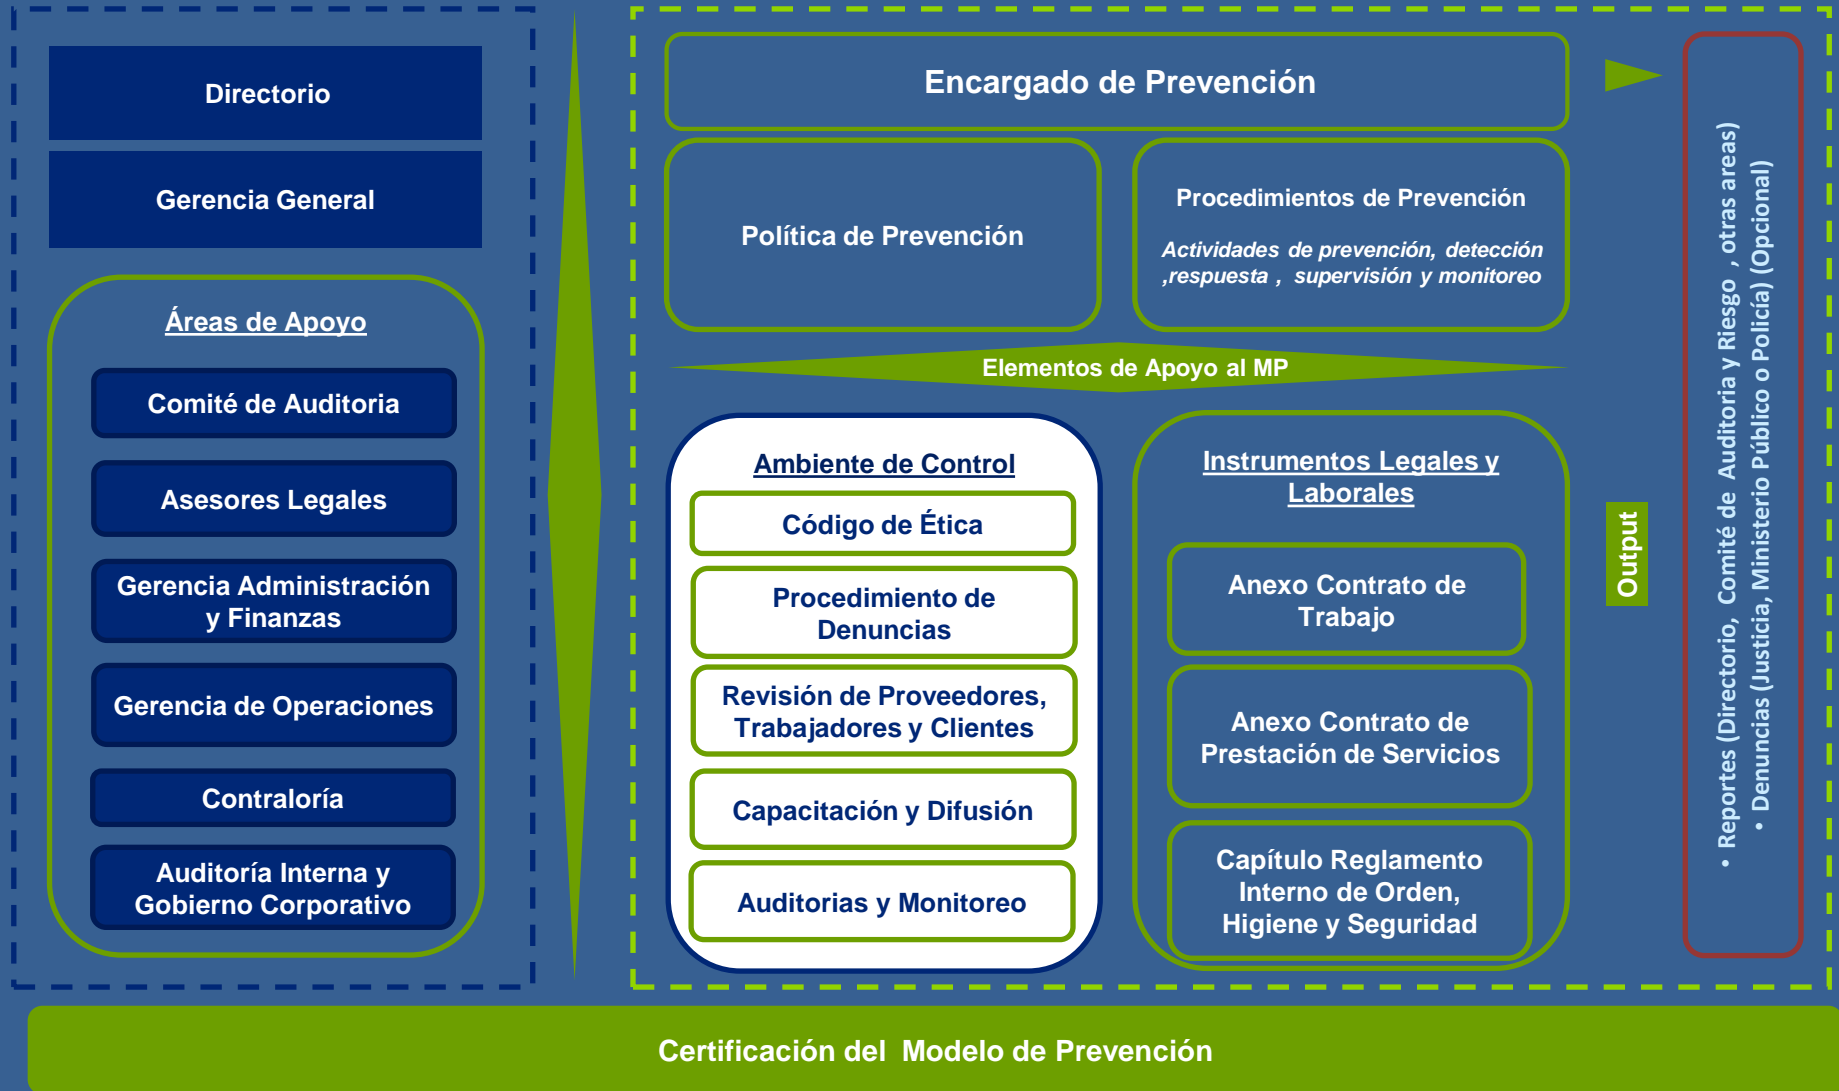 Directorio
Gerencia General
Áreas de Apoyo
Comité de Auditoria
Asesores Legales
Gerencia Administración
y Finanzas
Gerencia de Operaciones
Contraloría
Auditoría Interna y
Gobierno Corporativo
Encargado de Prevención
Política de Prevención
Procedimientos de Prevención
Actividades de prevención, detección
,respuesta , supervisión y monitoreo
Elementos de Apoyo al MP
Ambiente de Control
Código de Ética
Procedimiento de
Denuncias
Revisión de Proveedores,
Trabajadores y Clientes
Capacitación y Difusión
Auditorias y Monitoreo
Instrumentos Legales y
Laborales
Anexo Contrato de
Trabajo
Anexo Contrato de
Prestación de Servicios
Capítulo Reglamento
Interno de Orden,
Higiene y Seguridad
Output
• Reportes (Directorio, Comité de Auditoria y Riesgo , otras areas)
• Denuncias (Justicia, Ministerio Público o Policía) (Opcional)
Certificación del Modelo de Prevención